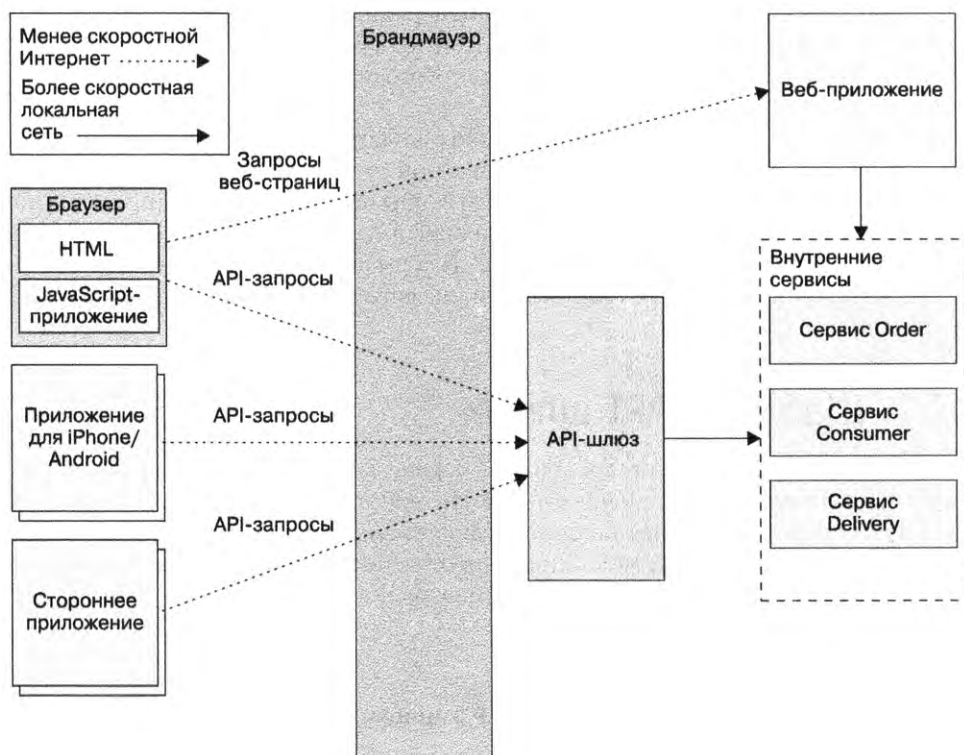 Менее скоростной
Интернет
Более скоростная
локальная
сеть
Брандмауэр
Веб-приложение
Запросы
веб-страниц
Браузер
HTML
JavaScript-
приложение
API-запросы
Внутренние
сервисы
Сервис Order
Приложение
для iPhone/
Android
API-запросы
API-шлюз
Сервис
Consumer
API-запросы
Сервис
Delivery
Стороннее
приложение